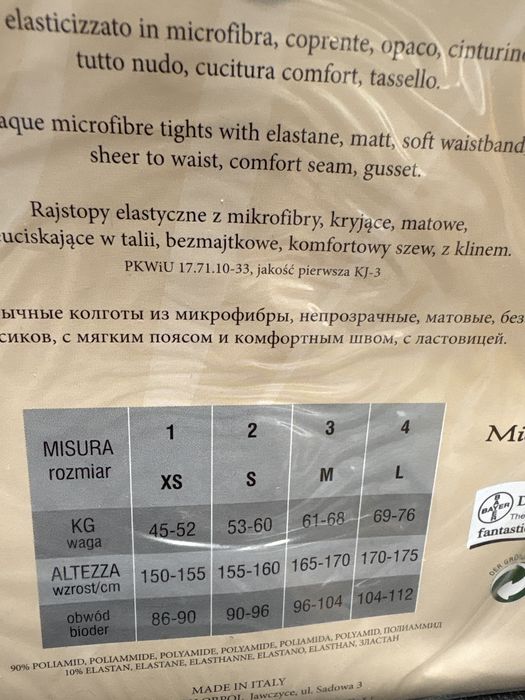 elasticizzato in microfibra, coprente, opaco, cinturino
tutto nudo, cucitura comfort, tassello.
aque microfibre tights with elastane, matt, soft waistband
sheer to waist, comfort seam, gusset.
Rajstopy elastyczne z mikrofibry, kryjące, matowe,
uciskające w talii, bezmajtkowe, komfortowy szew, z klinem.
PKWiU 17.71.10-33, jakość pierwsza KJ-3
ычные колготы из микрофибры, непрозрачные, матовые, без
сиков, с мягким поясом и комфортным швом, с ластовицей.
MISURA 1 2 3 4
rozmiar XS S M L
KG 45-52 53-60 61-68 69-76
waga
ALTEZZA 150-155 155-160 165-170 170-175
wzrost/cm
obwód 86-90 90-96 96-104 104-112
bioder
Mi
BAYER
The
fantasti
DER GRÜ
90% POLIAMID, POLIAMMIDE, POLYAMIDE, POLYAMIDE, POLIAMIDA, POLYAMID, ПОЛИАММИД
10% ELASTAN, ELASTANE, ELASTHANNE, ELASTANO, ELASTHAN, ЭЛАСТАН
MADE IN ITALY
Jawczyce, ul. Sadowa 3